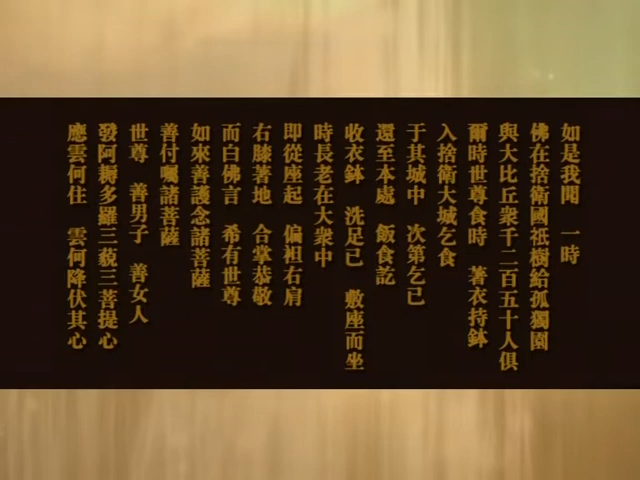 如是我聞　一時
佛在捨衛國祇樹給孤獨園
與大比丘衆千二百五十人俱
爾時世尊食時　著衣持鉢
入捨衛大城乞食
于其城中　次第乞已
還至本處　飯食訖
收衣鉢　洗足已　敷座而坐
時長老在大衆中
即從座起　偏袒右肩
右膝著地　合掌恭敬
而白佛言　希有世尊
如來善護念諸菩薩
善付囑諸菩薩
世尊　善男子　善女人
發阿耨多羅三藐三菩提心
應雲何住　雲何降伏其心